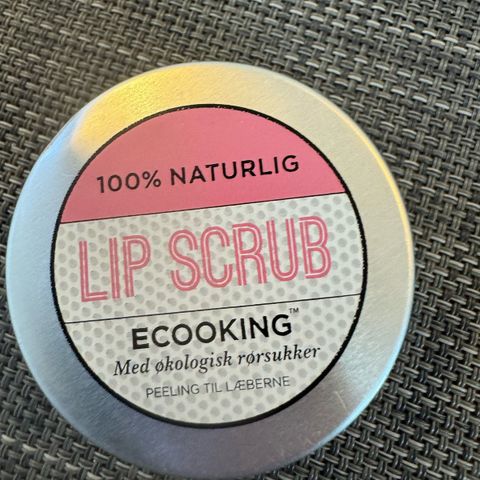 100% NATURLIG
LIP SCRUB
ECOOKING™
Med økologisk rørsukker
PEELING TIL LÆBERNE